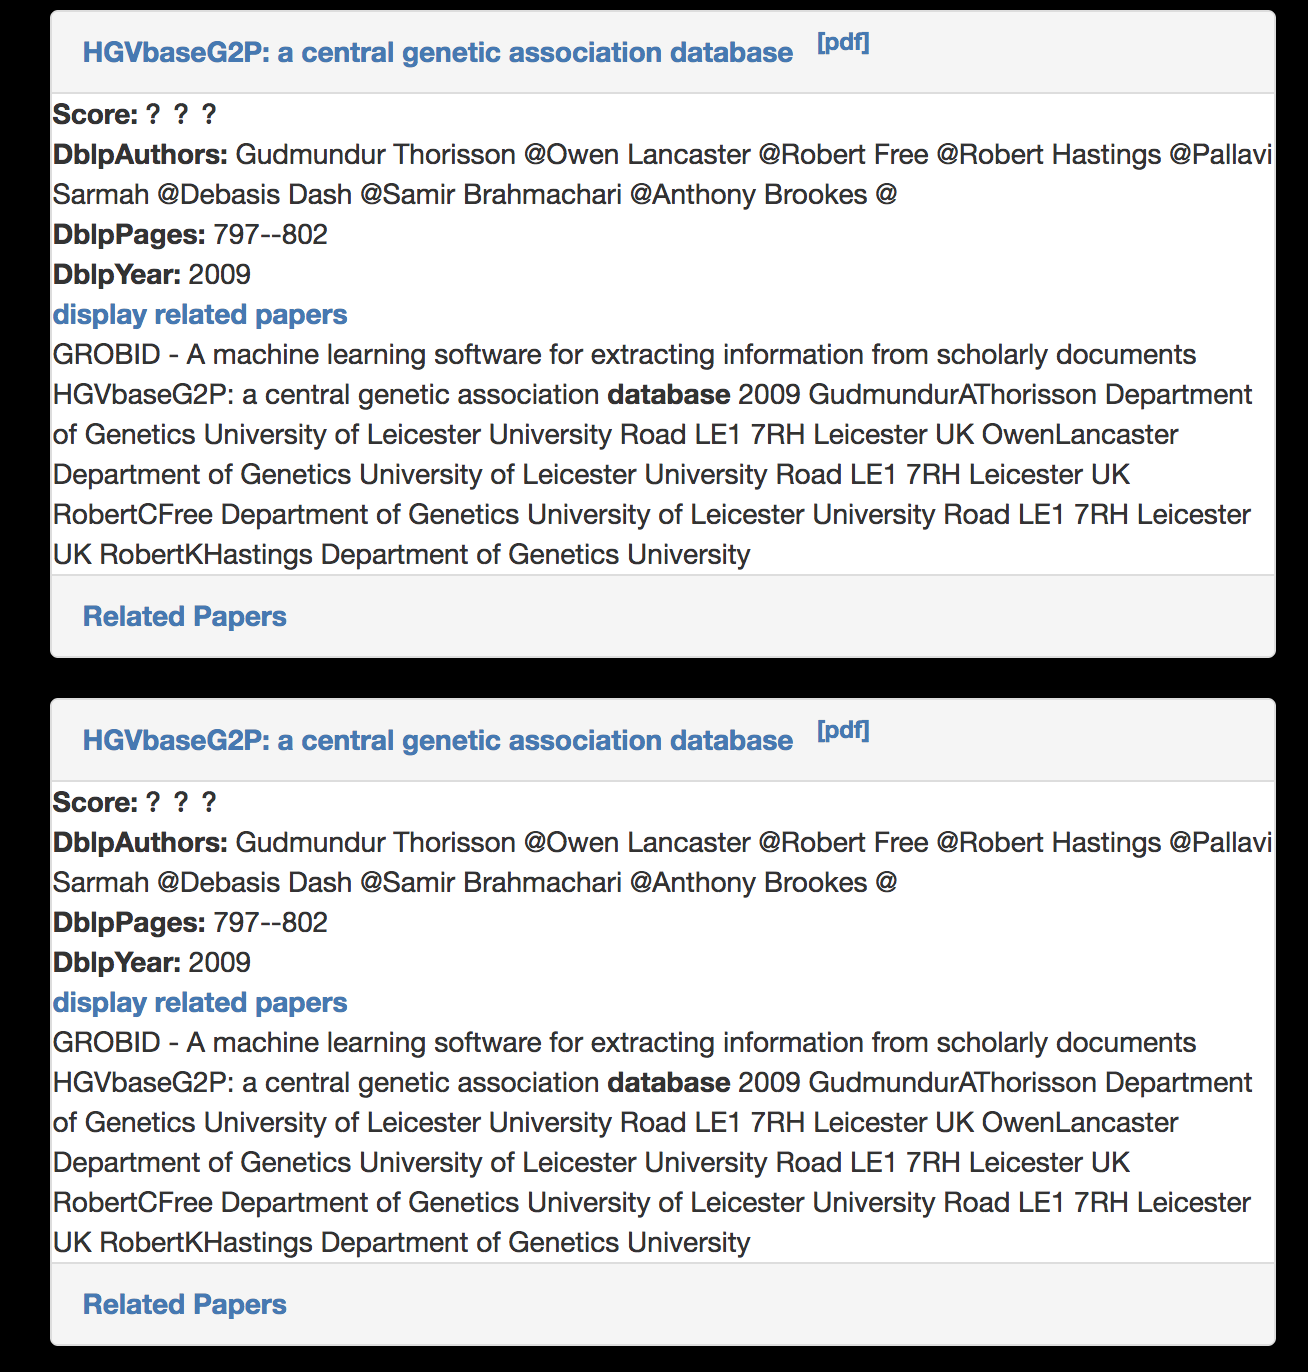 HGVbaseG2P: a central genetic association database [pdf]
Score: ? ? ?
DblpAuthors: Gudmundur Thorisson @Owen Lancaster @Robert Free @Robert Hastings @Pallavi
Sarmah @Debasis Dash @Samir Brahmachari @Anthony Brookes @
DblpPages: 797--802
DblpYear: 2009
display related papers
GROBID - A machine learning software for extracting information from scholarly documents
HGVbaseG2P: a central genetic association database 2009 GudmundurAThorisson Department
of Genetics University of Leicester University Road LE1 7RH Leicester UK OwenLancaster
Department of Genetics University of Leicester University Road LE1 7RH Leicester UK
RobertCFree Department of Genetics University of Leicester University Road LE1 7RH Leicester
UK RobertKHastings Department of Genetics University
Related Papers
HGVbaseG2P: a central genetic association database [pdf]
Score: ? ? ?
DblpAuthors: Gudmundur Thorisson @Owen Lancaster @Robert Free @Robert Hastings @Pallavi
Sarmah @Debasis Dash @Samir Brahmachari @Anthony Brookes @
DblpPages: 797--802
DblpYear: 2009
display related papers
GROBID - A machine learning software for extracting information from scholarly documents
HGVbaseG2P: a central genetic association database 2009 GudmundurAThorisson Department
of Genetics University of Leicester University Road LE1 7RH Leicester UK OwenLancaster
Department of Genetics University of Leicester University Road LE1 7RH Leicester UK
RobertCFree Department of Genetics University of Leicester University Road LE1 7RH Leicester
UK RobertKHastings Department of Genetics University
Related Papers